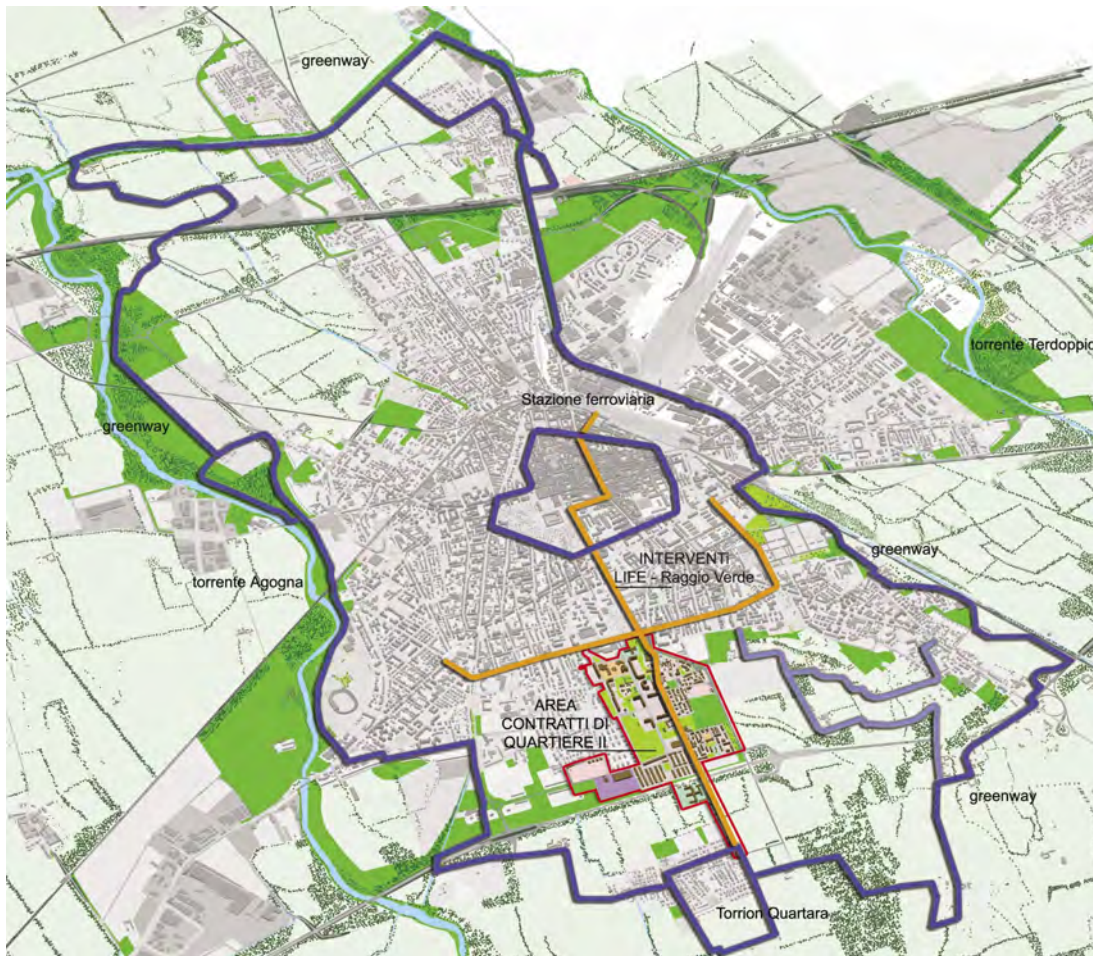 greenway
torrente Terdoppio
Stazione ferroviaria
greenway
greenway
INTERVENTI
LIFE - Raggio Verde
torrente Agogna
AREA
CONTRATTI DI
QUARTIERE II
greenway
Torrion Quartara